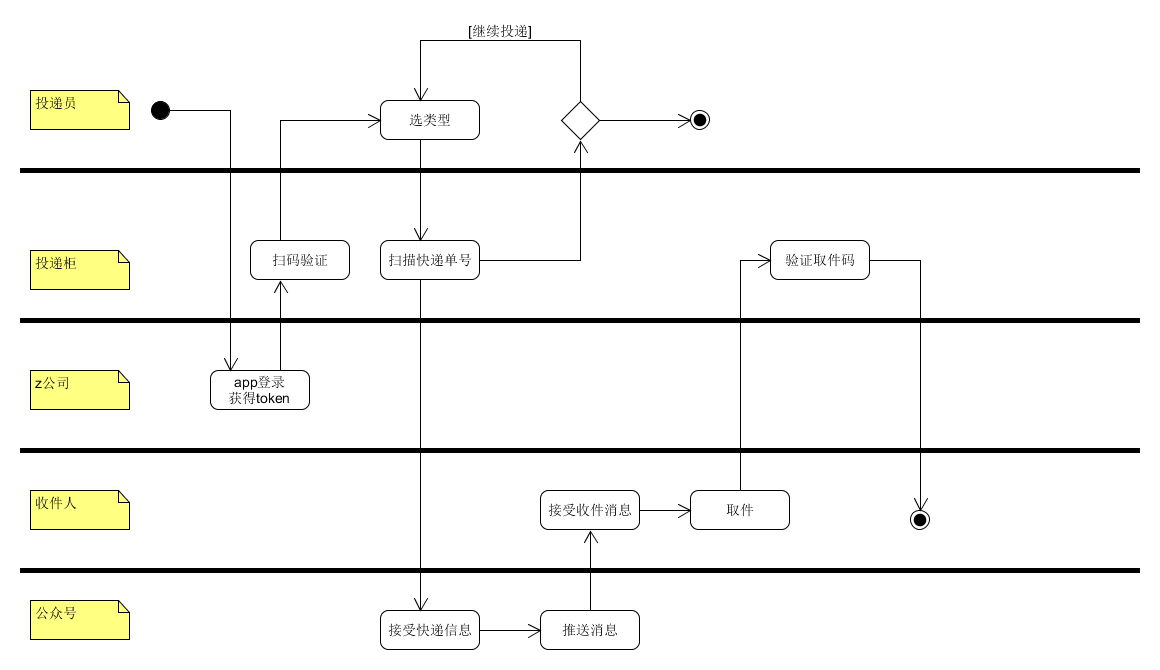 [继续投递]
投递员
选类型
投递柜
扫码验证
扫描快递单号
验证取件码
z公司
app登录
获得token
收件人
接受收件消息
取件
公众号
接受快递信息
推送消息